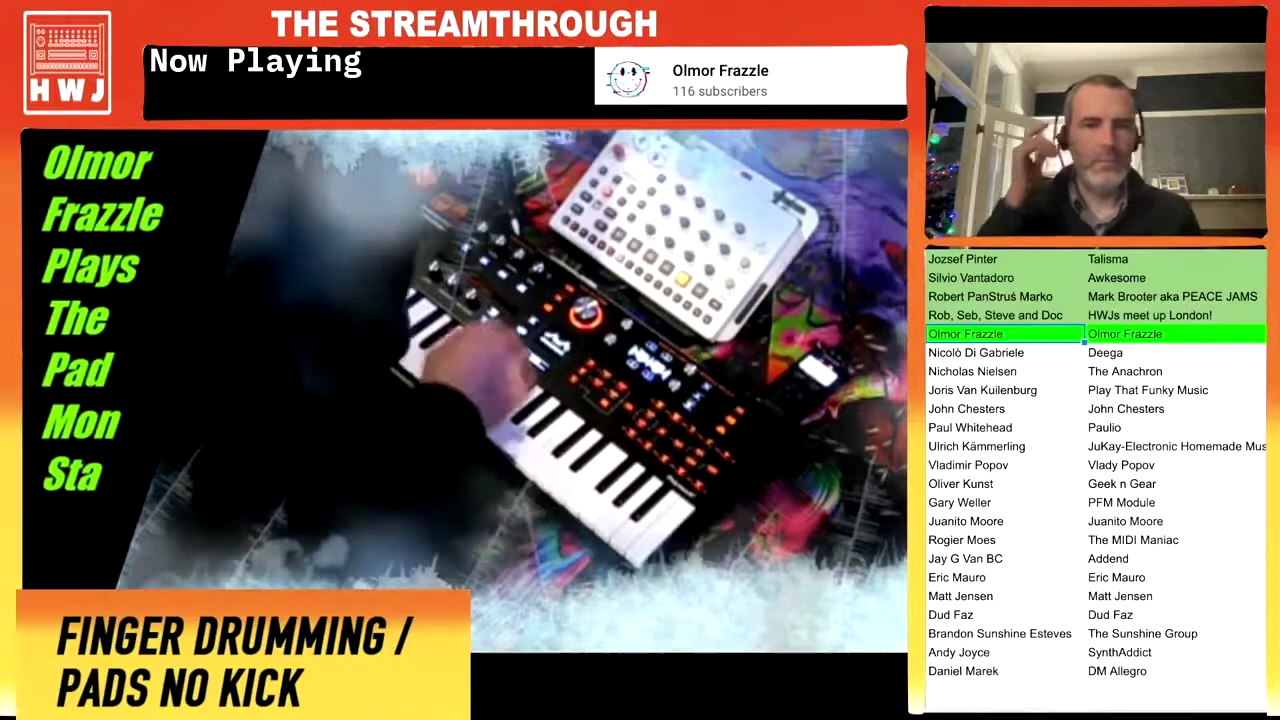 THE STREAMTHROUGH
HWJ
Now Playing
Olmor Frazzle
116 subscribers
Olmor
Frazzle
Plays
The
Pad
Mon
Sta
FINGER DRUMMING /
PADS NO KICK
Jozsef Pinter Talisma
Silvio Vantadoro Awkesome
Robert PanStruś Marko Mark Brooter aka PEACE JAMS
Rob, Seb, Steve and Doc HWJs meet up London!
Olmor Frazzle Olmor Frazzle
Nicolò Di Gabriele Deega
Nicholas Nielsen The Anachron
Joris Van Kuilenburg Play That Funky Music
John Chesters John Chesters
Paul Whitehead Paulio
Ulrich Kämmerling JuKay-Electronic Homemade Mus
Vladimir Popov Vlady Popov
Oliver Kunst Geek n Gear
Gary Weller PFM Module
Juanito Moore Juanito Moore
Rogier Moes The MIDI Maniac
Jay G Van BC Addend
Eric Mauro Eric Mauro
Matt Jensen Matt Jensen
Dud Faz Dud Faz
Brandon Sunshine Esteves The Sunshine Group
Andy Joyce SynthAddict
Daniel Marek DM Allegro